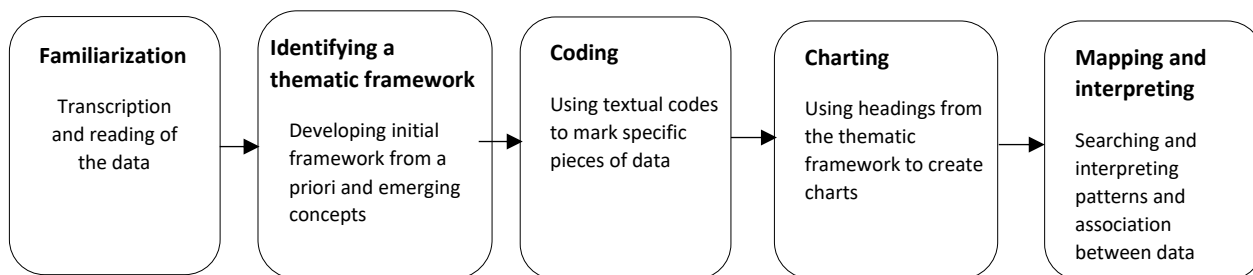 Familiarization
Transcription
and reading of
the data
Identifying a
thematic framework
Developing initial
framework from a
priori and emerging
concepts
Coding
Using textual codes
to mark specific
pieces of data
Charting
Using headings from
the thematic
framework to create
charts
Mapping and
interpreting
Searching and
interpreting
patterns and
association
between data